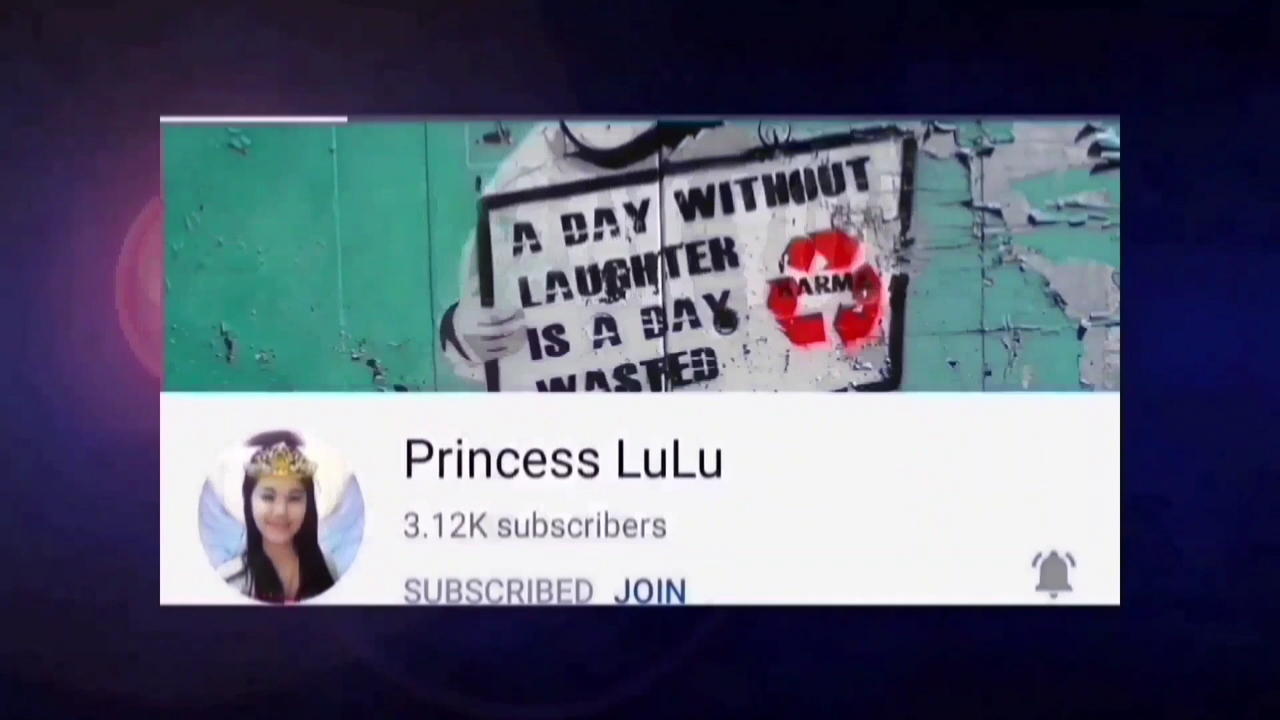 A DAY WITHOUT
LAUGHTER
IS A DAY
WASTED
KARMA
Princess LuLu
3.12K subscribers
SUBSCRIBED JOIN